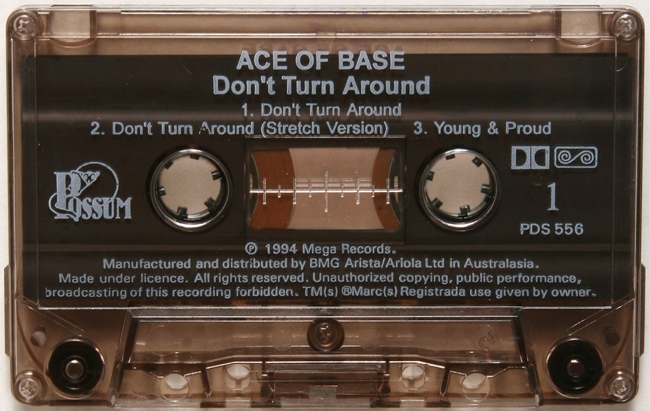 ACE OF BASE
Don't Turn Around
1. Don't Turn Around
2. Don't Turn Around (Stretch Version) 3. Young & Proud
POSSUM
1
PDS 556
℗ 1994 Mega Records.
Manufactured and distributed by BMG Arista/Ariola Ltd in Australasia.
Made under licence. All rights reserved. Unauthorized copying, public performance,
broadcasting of this recording forbidden. TM(s) ®Marc(s) Registrada use given by owner.